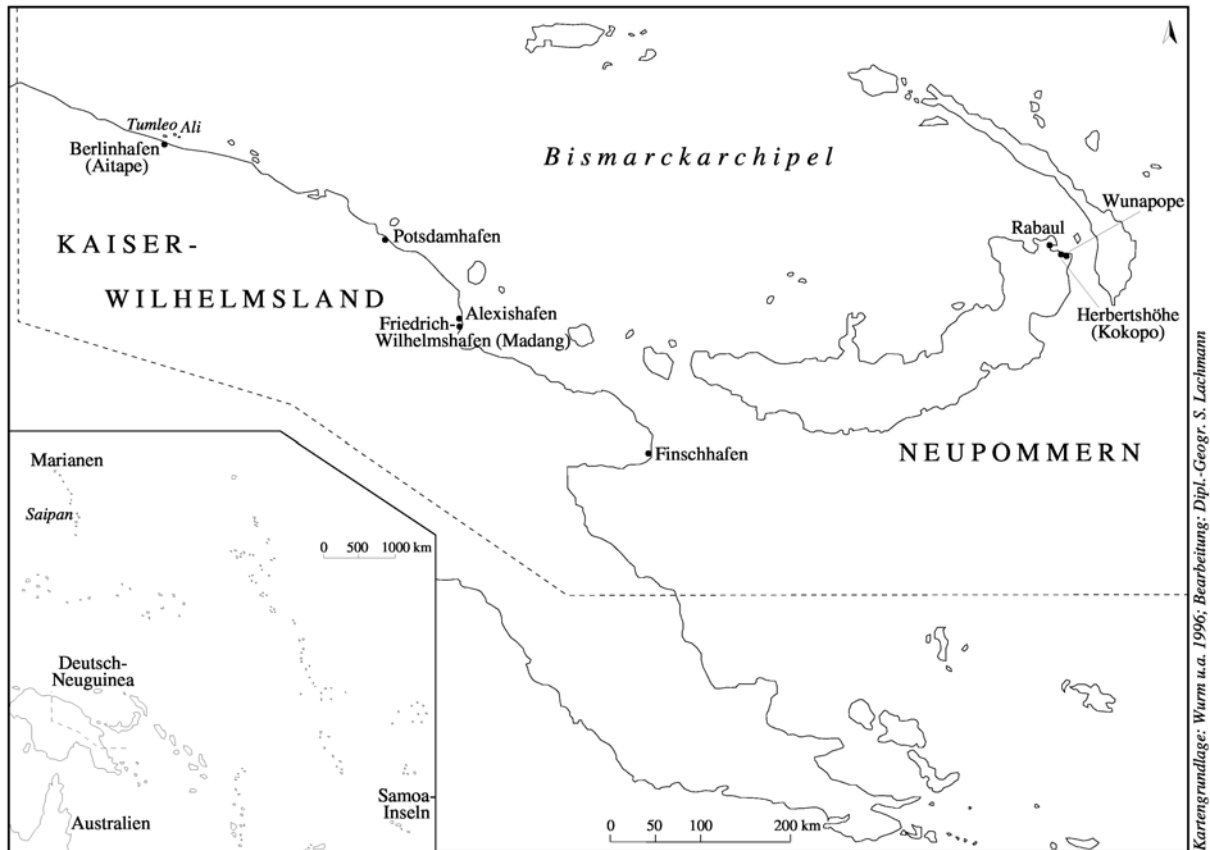 Tumleo Ali
Berlinhafen
(Aitape)
Bismarckarchipel
Wunapope
Rabaul
Potsdamhafen
KAISER-
WILHELMSLAND
Alexishafen
Friedrich-
Wilhelmshafen (Madang)
Herbertshöhe
(Kokopo)
NEUPOMMERN
Finschhafen
Marianen
Saipan
0 500 1000 km
Deutsch-
Neuguinea
Samoa-
Inseln
Australien
0 50 100 200 km
Kartengrundlage: Wurm u.a. 1996; Bearbeitung: Dipl.-Geogr. S. Lachmann